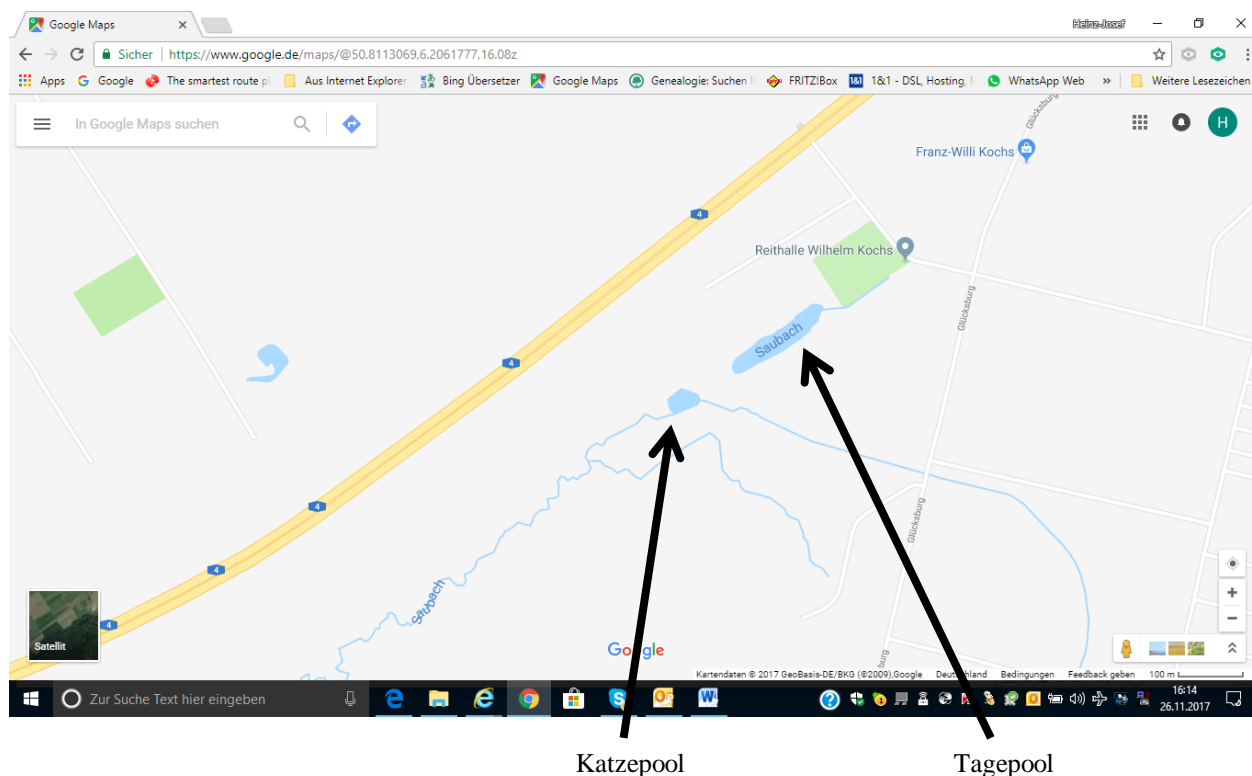 Google Maps
Heinz-Josef
Sicher | https://www.google.de/maps/@50.8113069,6.2061777,16.08z
Apps Google The smartest route pl Aus Internet Explorer Bing Übersetzer Google Maps Genealogie: Suchen FRITZ!Box 1&1 - DSL, Hosting, WhatsApp Web » Weitere Lesezeichen
In Google Maps suchen
H
Glücksburg
Franz-Willi Kochs
4
Reithalle Wilhelm Kochs
Glücksburg
Saubach
4
4
Glücksburg
4
Saubach
4
Satellit
Google
burg
Kartendaten © 2017 GeoBasis-DE/BKG (©2009),Google Deutschland Bedingungen Feedback geben 100 m
Zur Suche Text hier eingeben
16:14
26.11.2017
Katzepool Tagepool